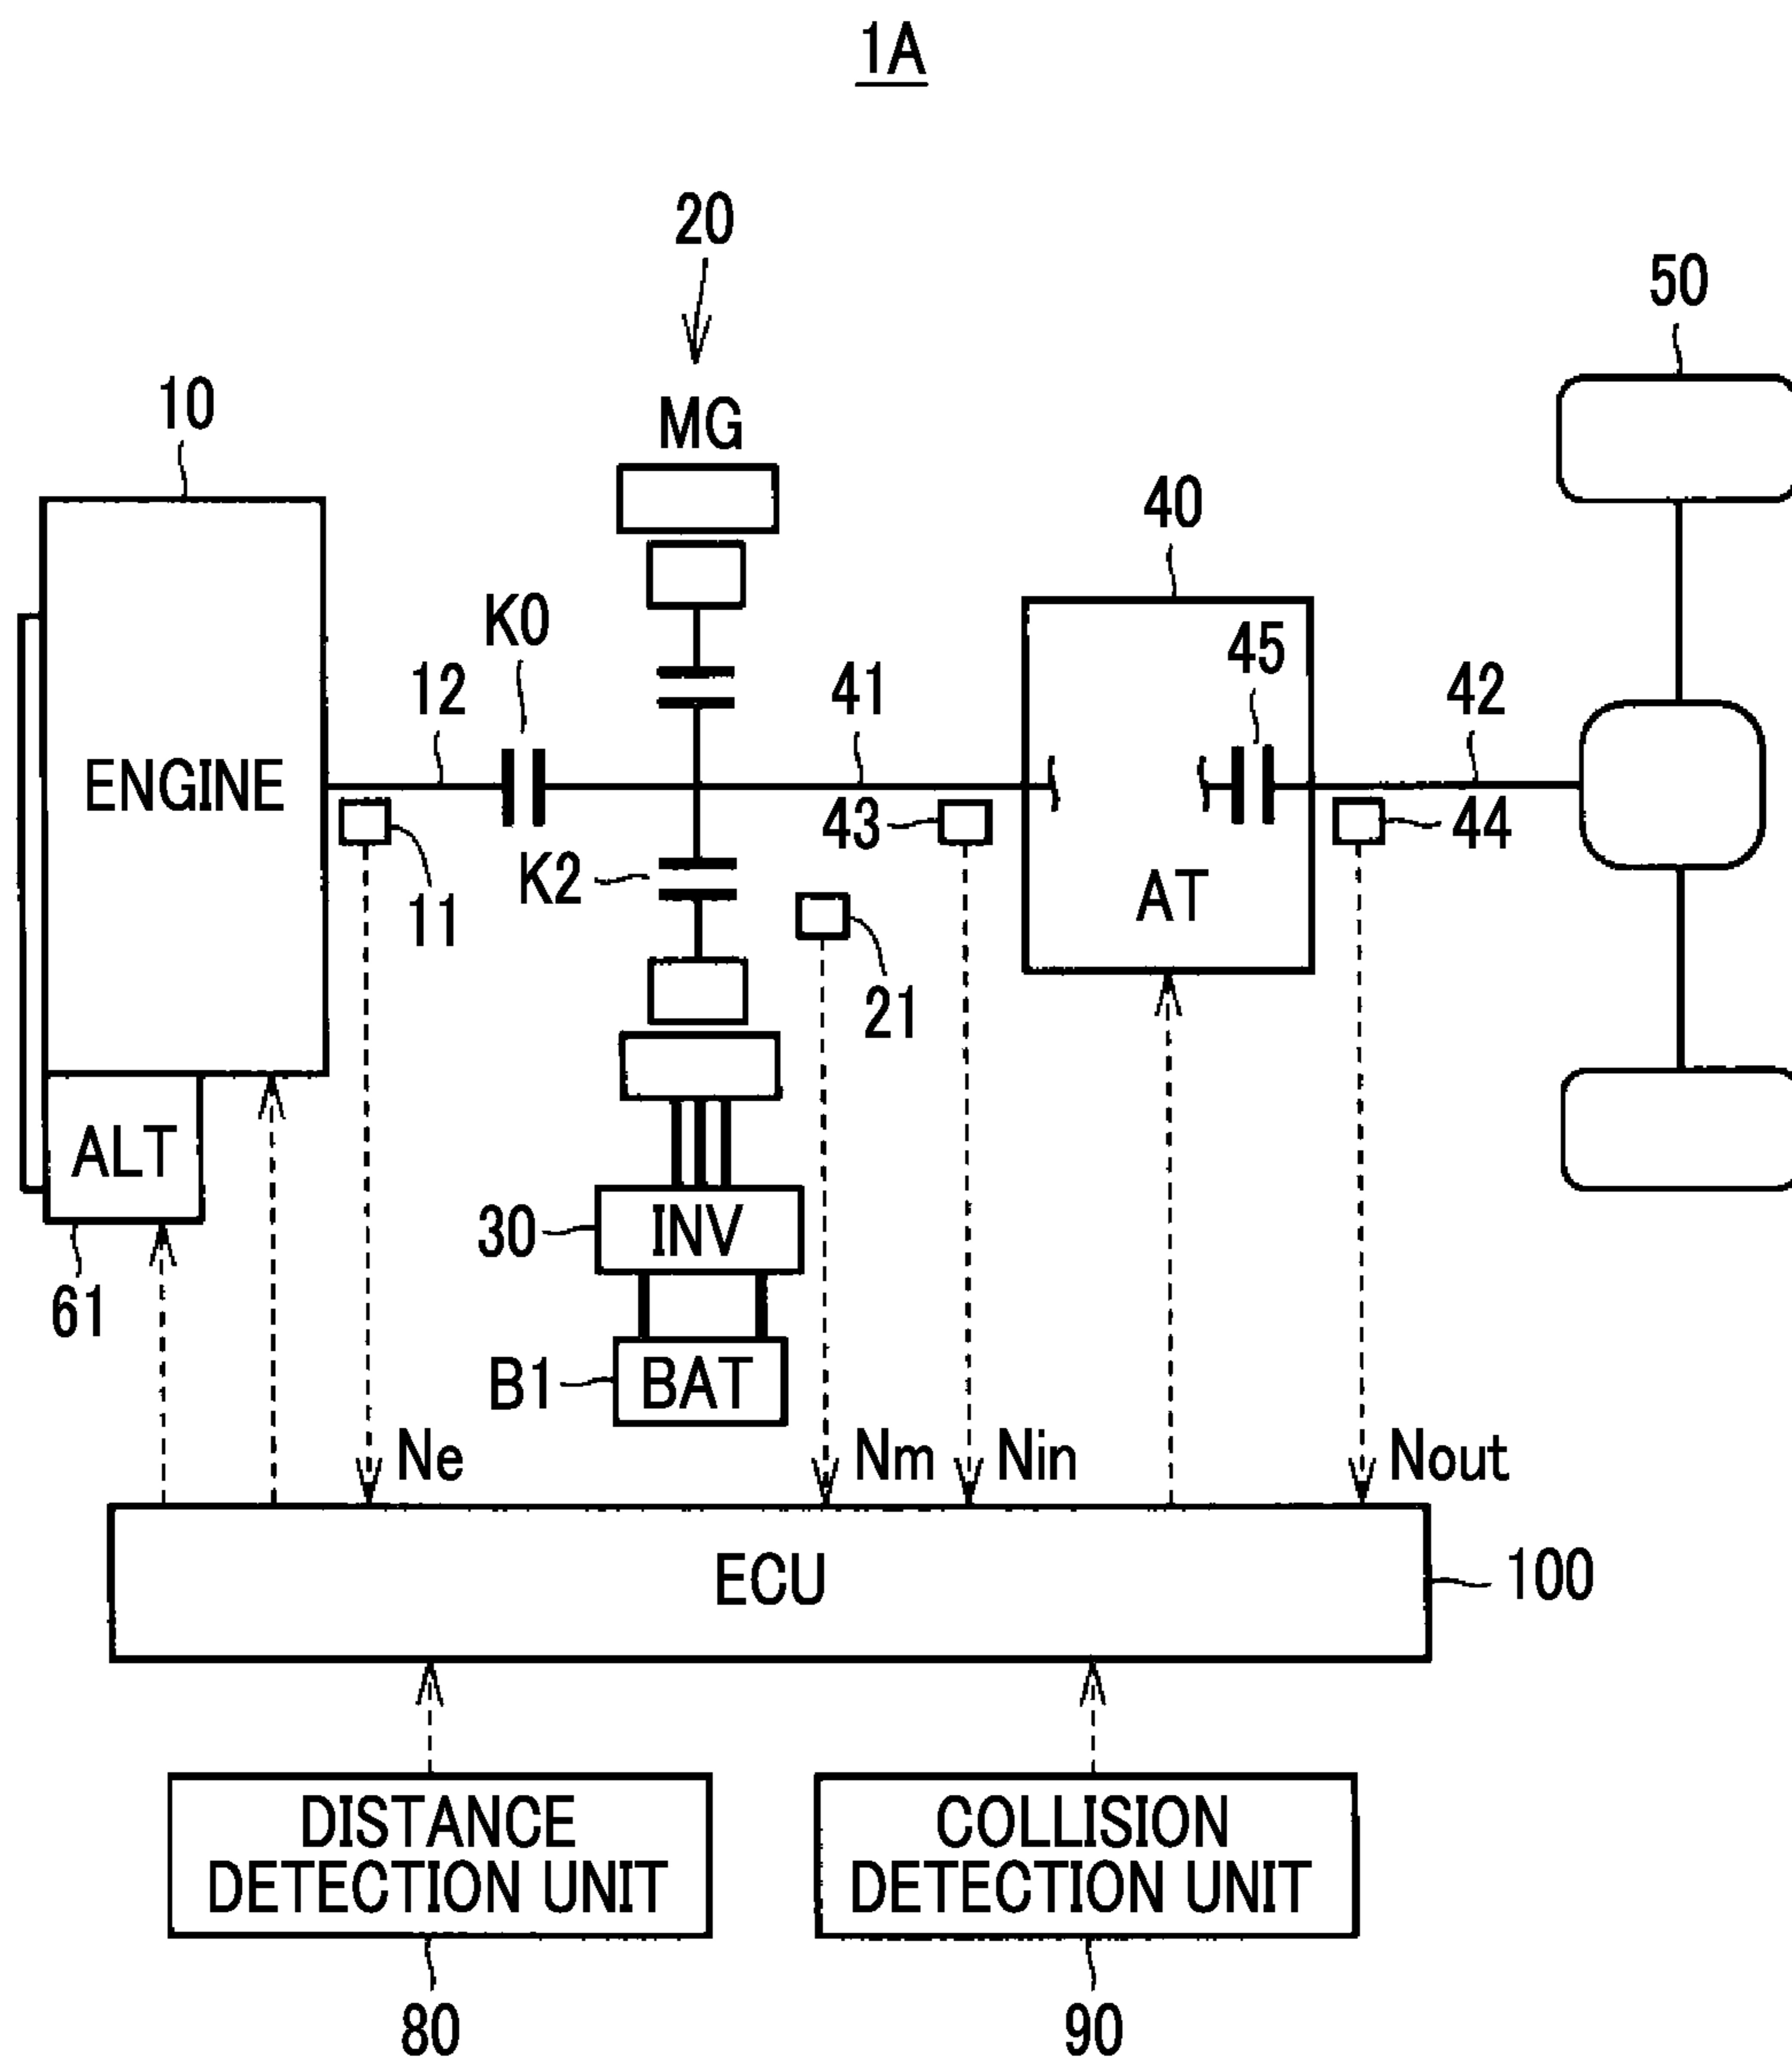 1A
20
50
10
MG
40
K0
45
12
41
42
ENGINE
43
44
K2
11
AT
21
ALT
30
INV
61
B1
BAT
Ne
Nm
Nin
Nout
ECU
100
DISTANCE
DETECTION UNIT
COLLISION
DETECTION UNIT
80
90